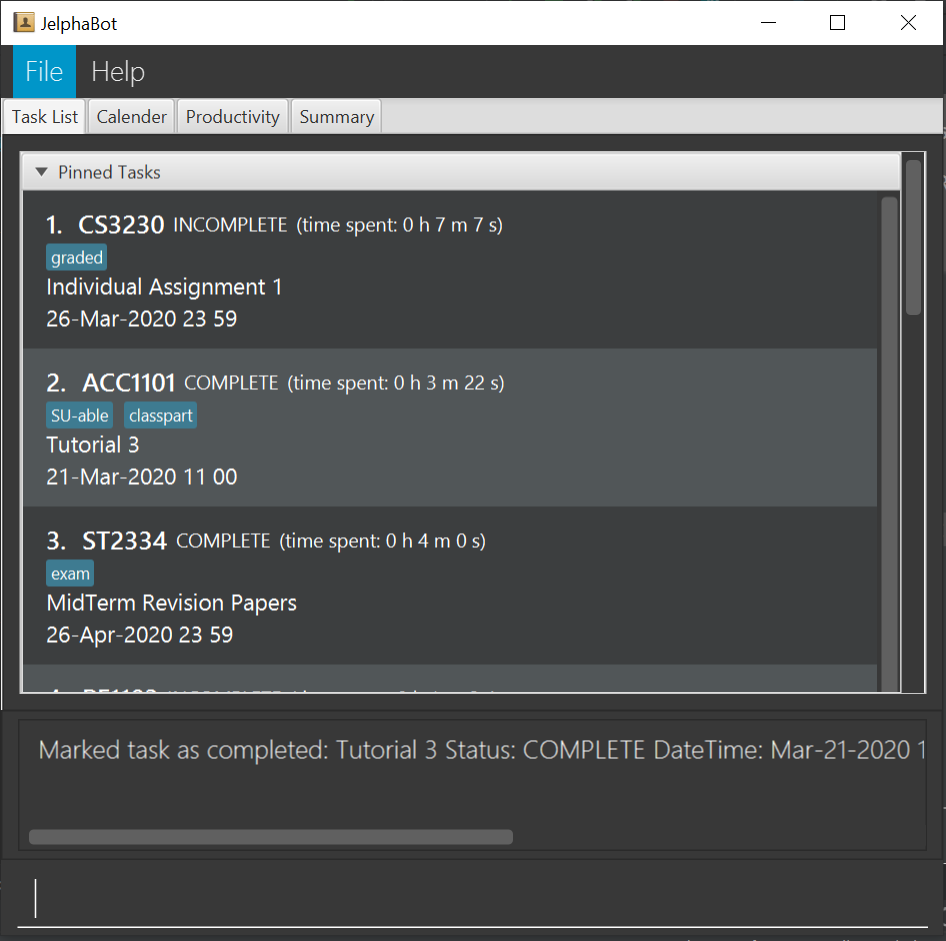 JelphaBot
File Help
Task List Calender Productivity Summary
Pinned Tasks
1. CS3230 INCOMPLETE (time spent: 0 h 7 m 7 s)
graded
Individual Assignment 1
26-Mar-2020 23 59
2. ACC1101 COMPLETE (time spent: 0 h 3 m 22 s)
SU-able classpart
Tutorial 3
21-Mar-2020 11 00
3. ST2334 COMPLETE (time spent: 0 h 4 m 0 s)
exam
MidTerm Revision Papers
26-Apr-2020 23 59
Marked task as completed: Tutorial 3 Status: COMPLETE DateTime: Mar-21-2020 1